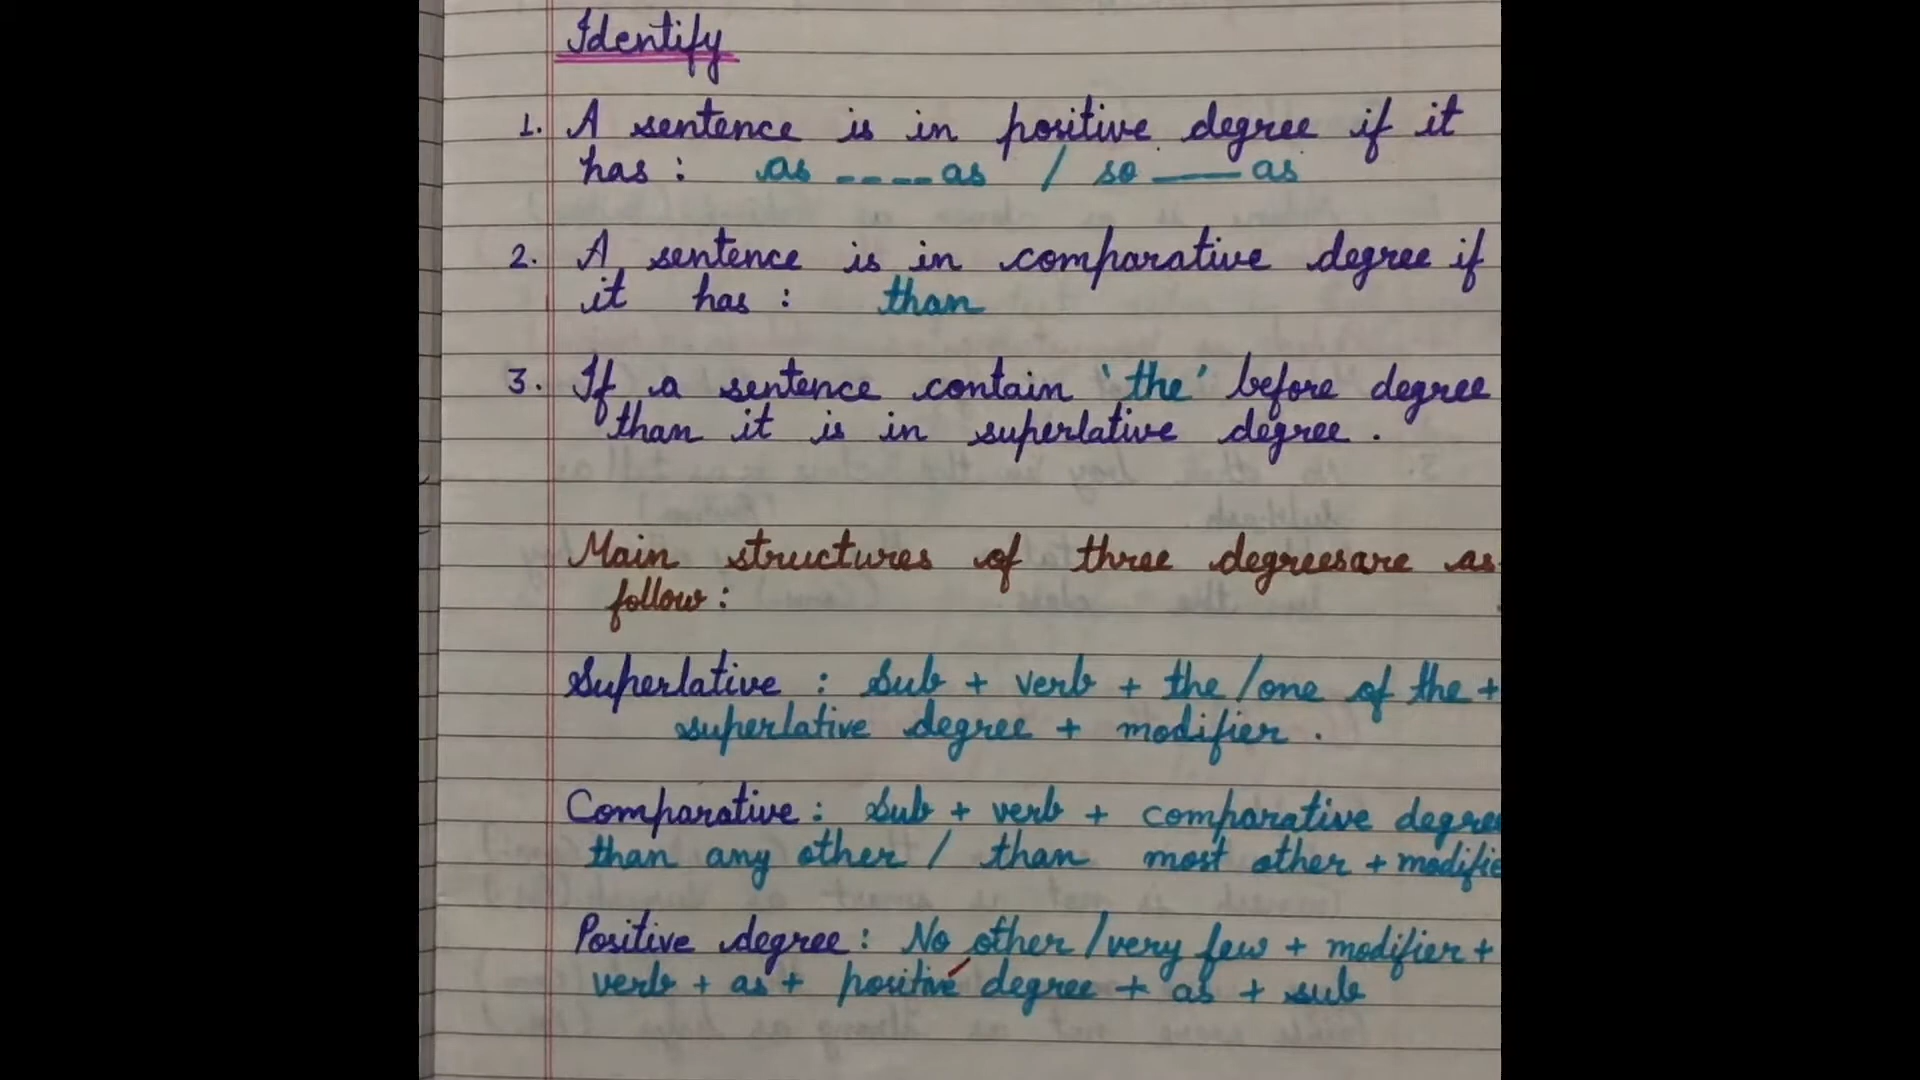 Identify
1. A sentence is in positive degree if it
has : as ----as / so ___ as
2. A sentence is in comparative degree if
it has : than
3. If a sentence contain 'the' before degree
than it is in superlative degree .
Main structures of three degreesare as
follow :
Superlative : Sub + verb + the /one of the +
superlative degree + modifier .
Comparative : Sub + verb + comparative degre
than any other / than most other + modifie
Positive degree : No other /very few + modifier +
verb + as + positive degree + as + sub